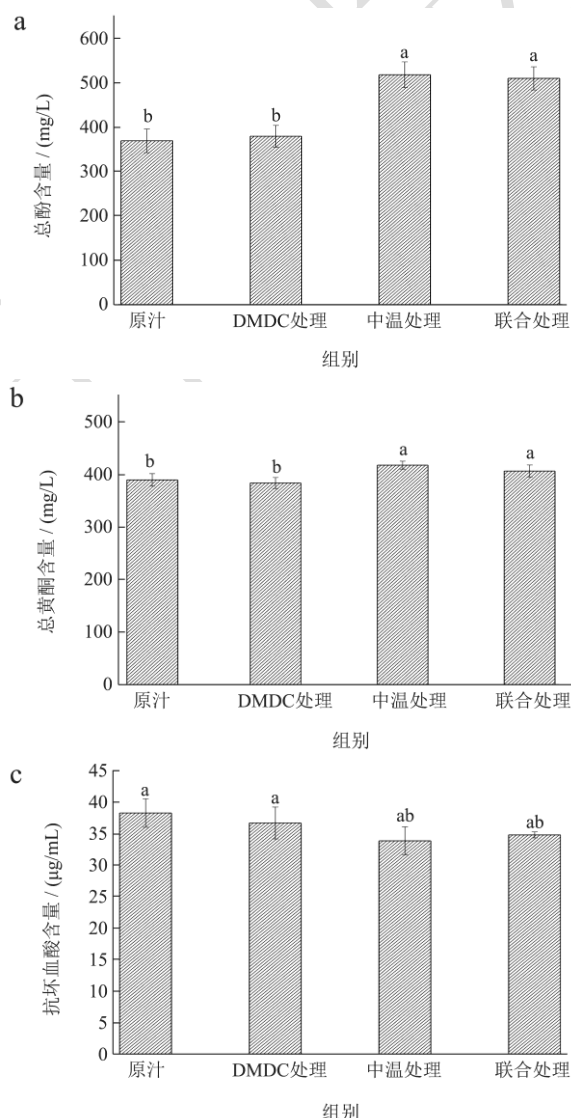 a
总酚含量 / (mg/L)
600
500
400
300
200
100
0
b
b
a
a
原汁
DMDC处理
中温处理
联合处理
组别
b
总黄酮含量 / (mg/L)
500
400
300
200
100
0
b
b
a
a
原汁
DMDC处理
中温处理
联合处理
组别
c
抗坏血酸含量 / (μg/mL)
45
40
35
30
25
20
15
10
5
0
a
a
ab
ab
原汁
DMDC处理
中温处理
联合处理
组别